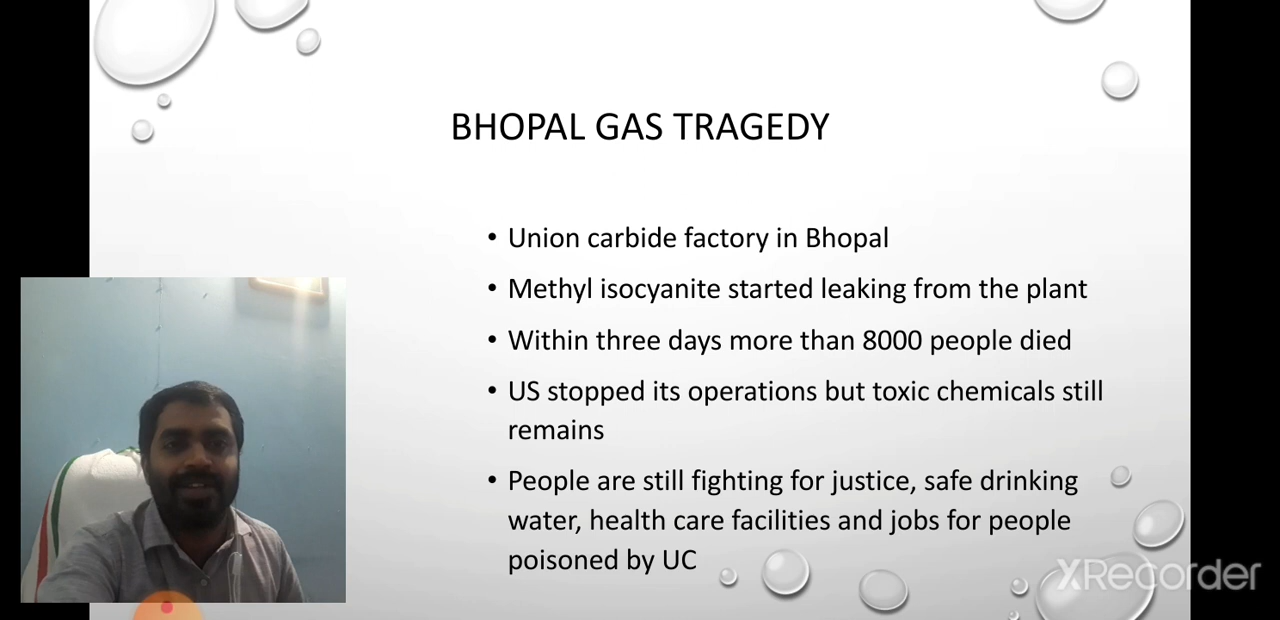 BHOPAL GAS TRAGEDY
• Union carbide factory in Bhopal
• Methyl isocyanite started leaking from the plant
• Within three days more than 8000 people died
• US stopped its operations but toxic chemicals still
remains
• People are still fighting for justice, safe drinking
water, health care facilities and jobs for people
poisoned by UC
XRecorder